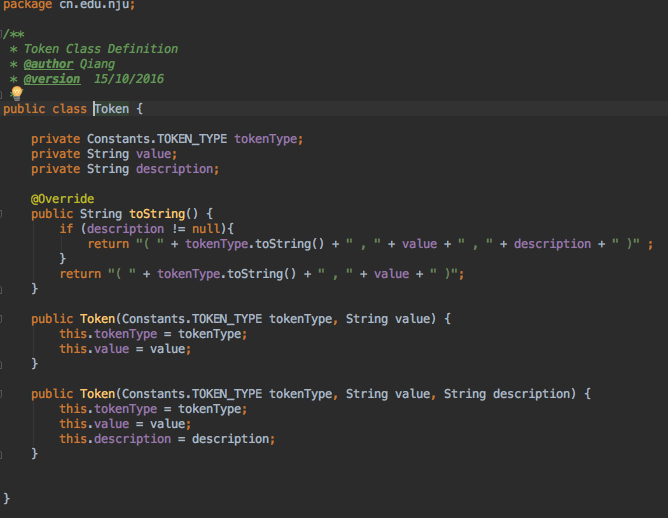 package cn.edu.nju;
/**
 * Token Class Definition
 * @author Qiang
 * @version  15/10/2016
public class Token {
    private Constants.TOKEN_TYPE tokenType;
    private String value;
    private String description;
    @Override
    public String toString() {
        if (description != null){
            return "( " + tokenType.toString() + " , " + value + " , " + description + " )" ;
        }
        return "( " + tokenType.toString() + " , " + value + " )";
    }
    public Token(Constants.TOKEN_TYPE tokenType, String value) {
        this.tokenType = tokenType;
        this.value = value;
    }
    public Token(Constants.TOKEN_TYPE tokenType, String value, String description) {
        this.tokenType = tokenType;
        this.value = value;
        this.description = description;
    }
}